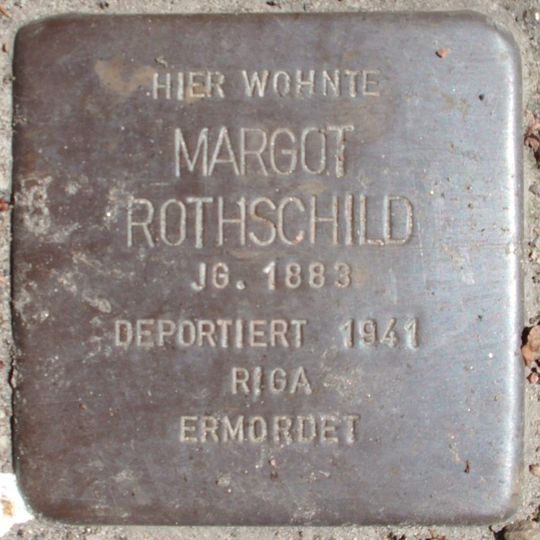 HIER WOHNTE
MARGOT
ROTHSCHILD
JG. 1883
DEPORTIERT 1941
RIGA
ERMORDET